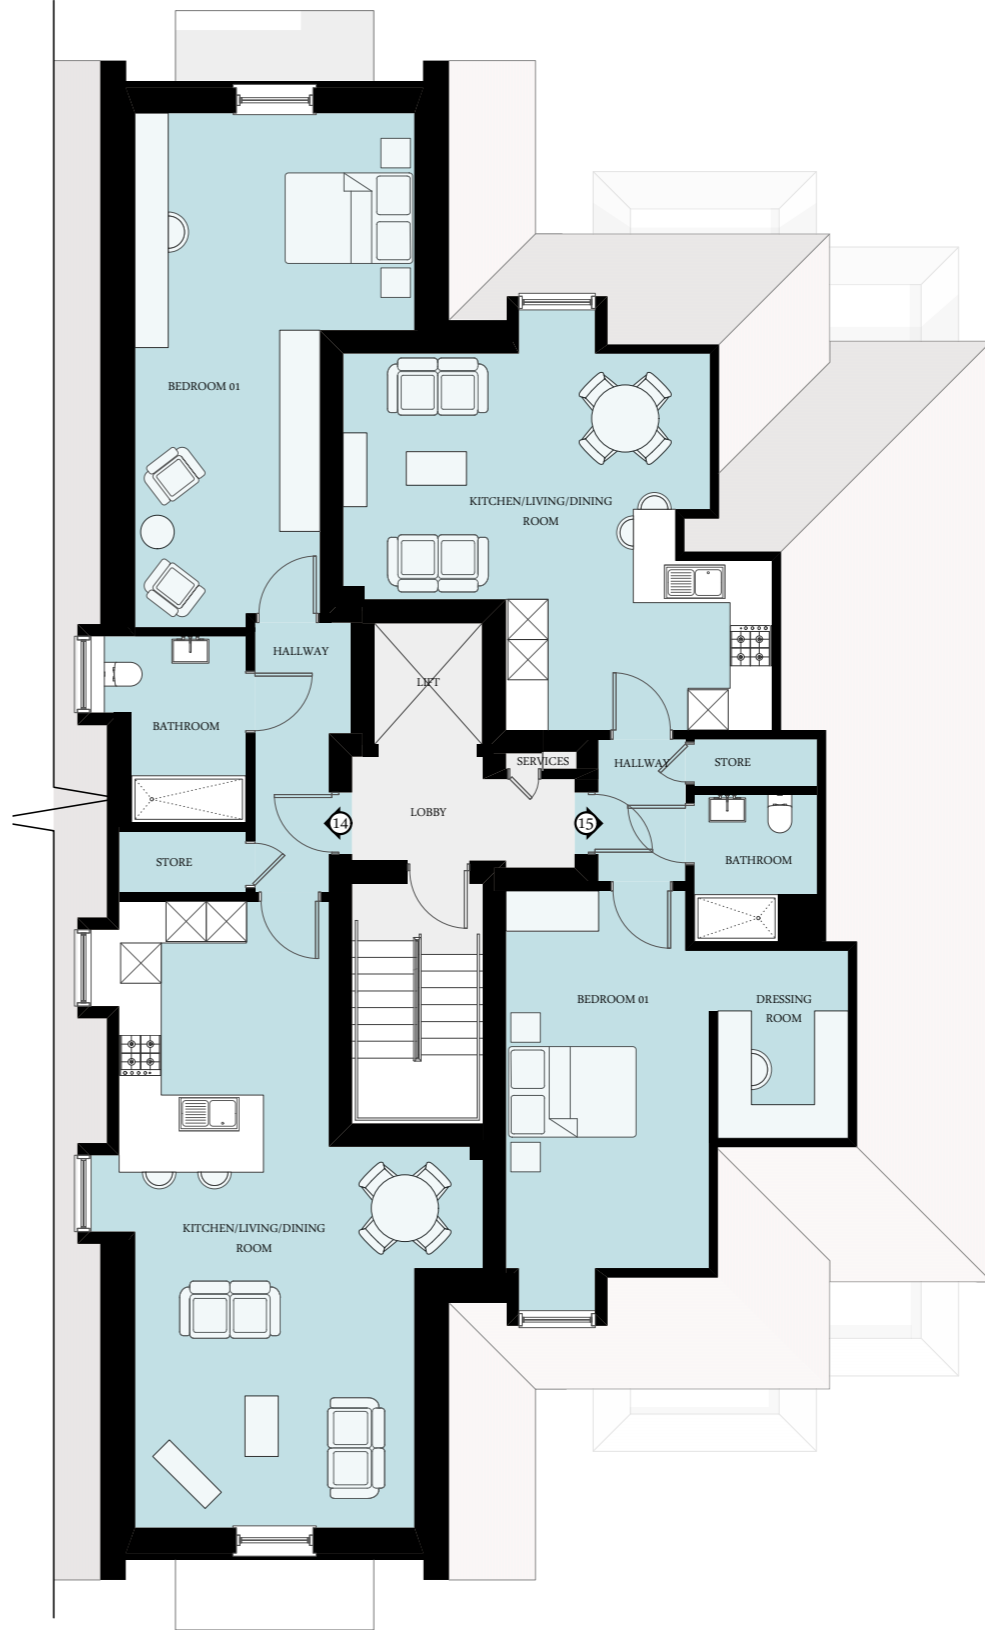 BEDROOM 01
KITCHEN/LIVING/DINING
ROOM
HALLWAY
LIFT
BATHROOM
SERVICES
HALLWAY
STORE
LOBBY
14
15
STORE
BATHROOM
BEDROOM 01
DRESSING
ROOM
KITCHEN/LIVING/DINING
ROOM